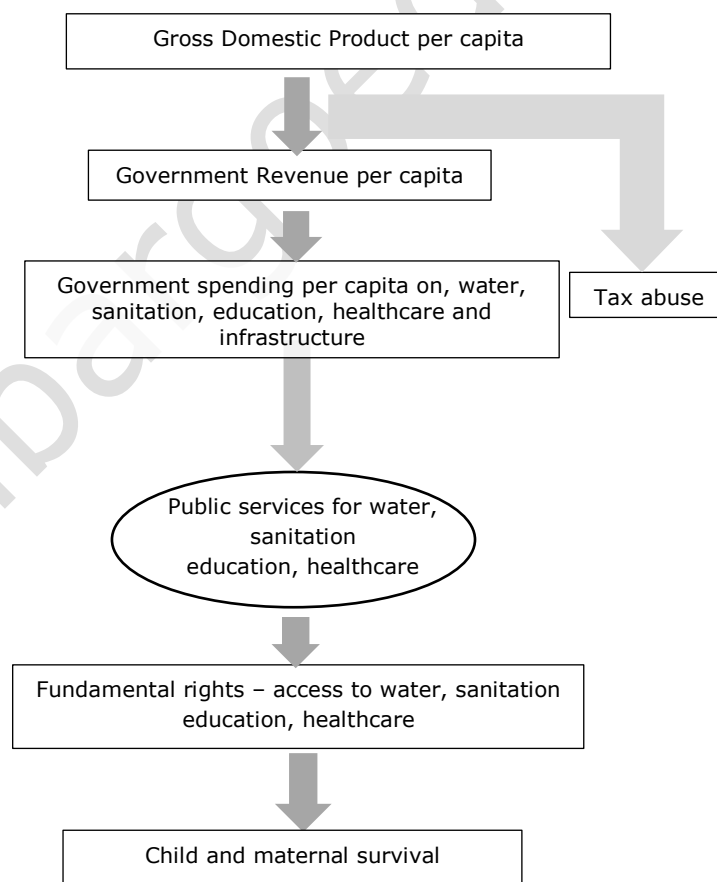 Gross Domestic Product per capita
Government Revenue per capita
Government spending per capita on, water,
sanitation, education, healthcare and
infrastructure
Tax abuse
Public services for water,
sanitation
education, healthcare
Fundamental rights – access to water, sanitation
education, healthcare
Child and maternal survival